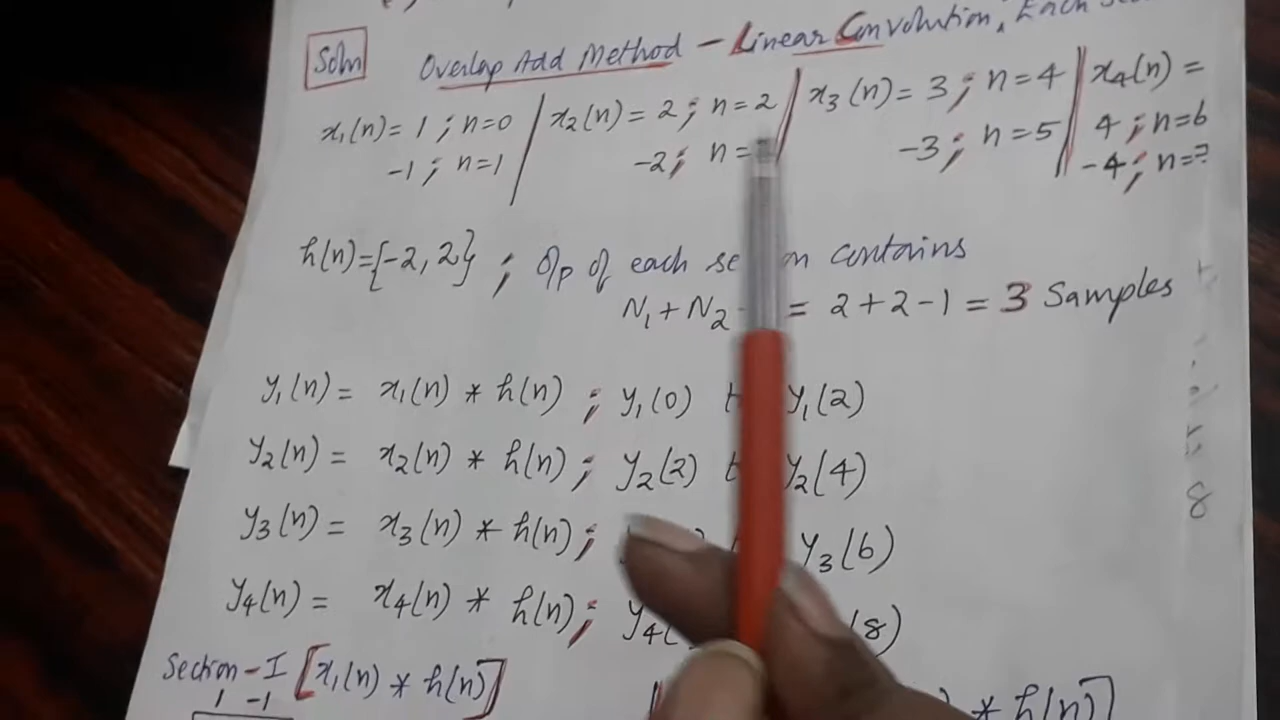 Soln Overlap Add Method - Linear Convolution, Each
x1(n) = 1 ; n=0 | x2(n) = 2 ; n=2 | x3(n) = 3 ; n=4 | x4(n) =
-1 ; n=1 -2 ; n= -3 ; n=5 4 ; n=6
-4 ; n=7
h(n)={-2, 2} ; O/p of each contains
N1 + N2 = 2+2-1 = 3 Samples
y1(n) = x1(n) * h(n) ; y1(0) y1(2)
y2(n) = x2(n) * h(n) ; y2(2) y2(4)
y3(n) = x3(n) * h(n) ; y3(6)
y4(n) = x4(n) * h(n) ; y4( (8)
Section-I [x1(n) * h(n)] * h(n)]
1 -1
8